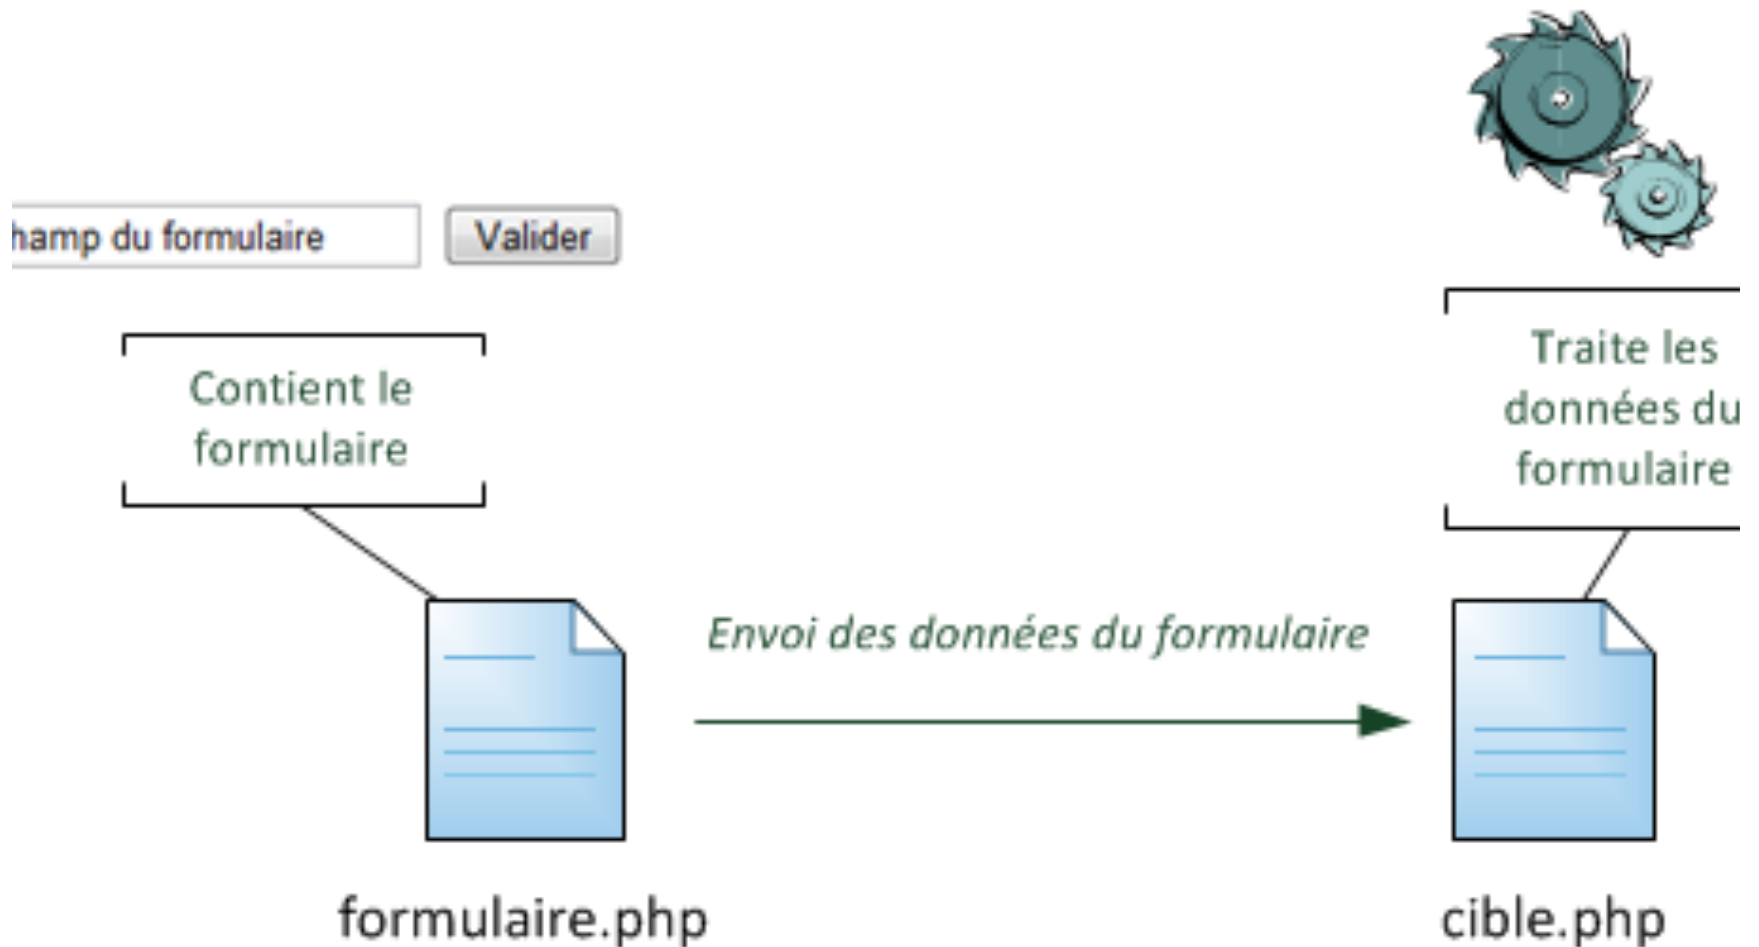 hamp du formulaire
Valider
Contient le
formulaire
Traite les
données du
formulaire
Envoi des données du formulaire
formulaire.php
cible.php